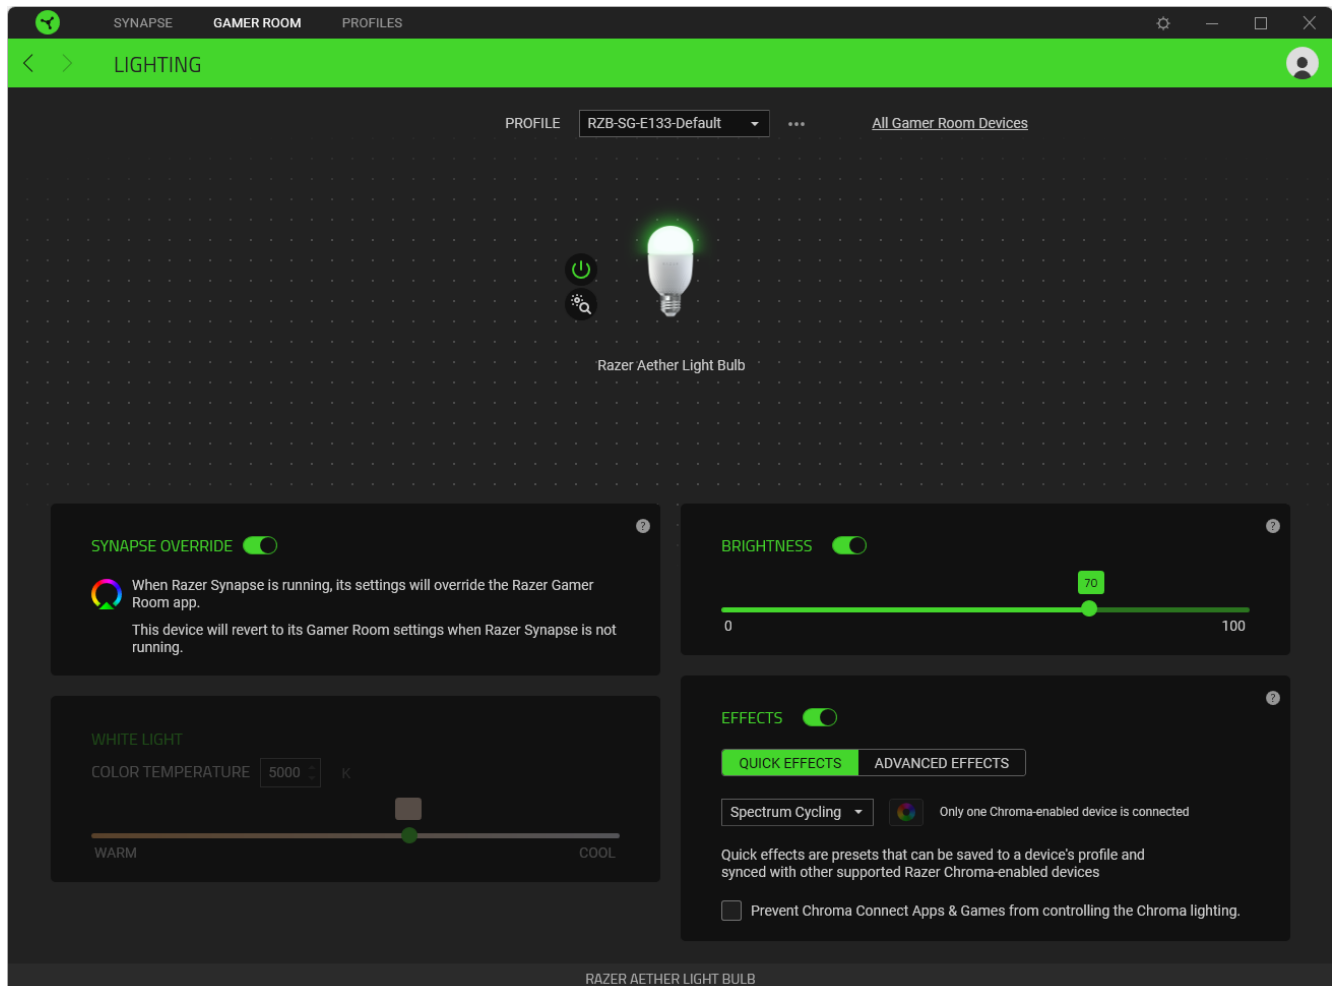 SYNAPSE GAMER ROOM PROFILES
LIGHTING
PROFILE RZB-SG-E133-Default All Gamer Room Devices
Razer Aether Light Bulb
SYNAPSE OVERRIDE
When Razer Synapse is running, its settings will override the Razer Gamer
Room app.
This device will revert to its Gamer Room settings when Razer Synapse is not
running.
WHITE LIGHT
COLOR TEMPERATURE 5000 K
WARM COOL
BRIGHTNESS
70
0 100
EFFECTS
QUICK EFFECTS ADVANCED EFFECTS
Spectrum Cycling Only one Chroma-enabled device is connected
Quick effects are presets that can be saved to a device's profile and
synced with other supported Razer Chroma-enabled devices
Prevent Chroma Connect Apps & Games from controlling the Chroma lighting.
RAZER AETHER LIGHT BULB